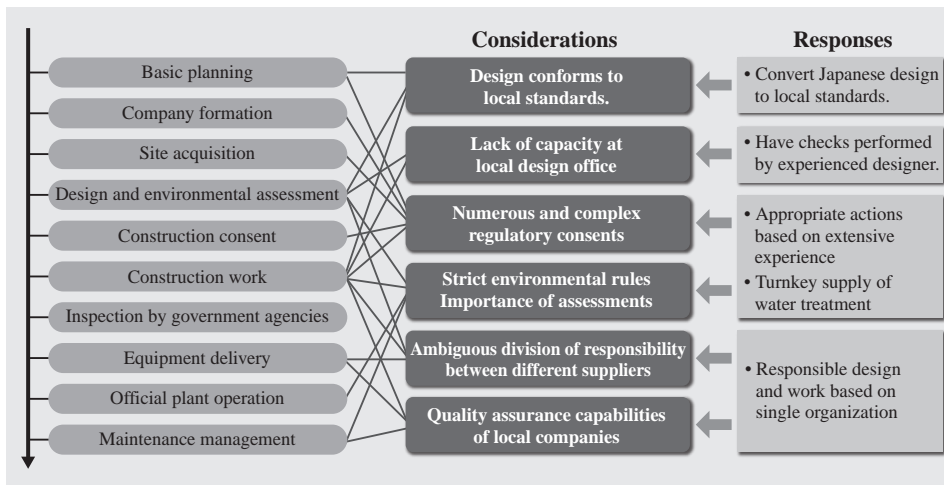 Considerations
Responses
Basic planning
Company formation
Site acquisition
Design and environmental assessment
Construction consent
Construction work
Inspection by government agencies
Equipment delivery
Official plant operation
Maintenance management
Design conforms to
local standards.
Lack of capacity at
local design office
Numerous and complex
regulatory consents
Strict environmental rules
Importance of assessments
Ambiguous division of responsibility
between different suppliers
Quality assurance capabilities
of local companies
• Convert Japanese design
to local standards.
• Have checks performed
by experienced designer.
• Appropriate actions
based on extensive
experience
• Turnkey supply of
water treatment
• Responsible design
and work based on
single organization